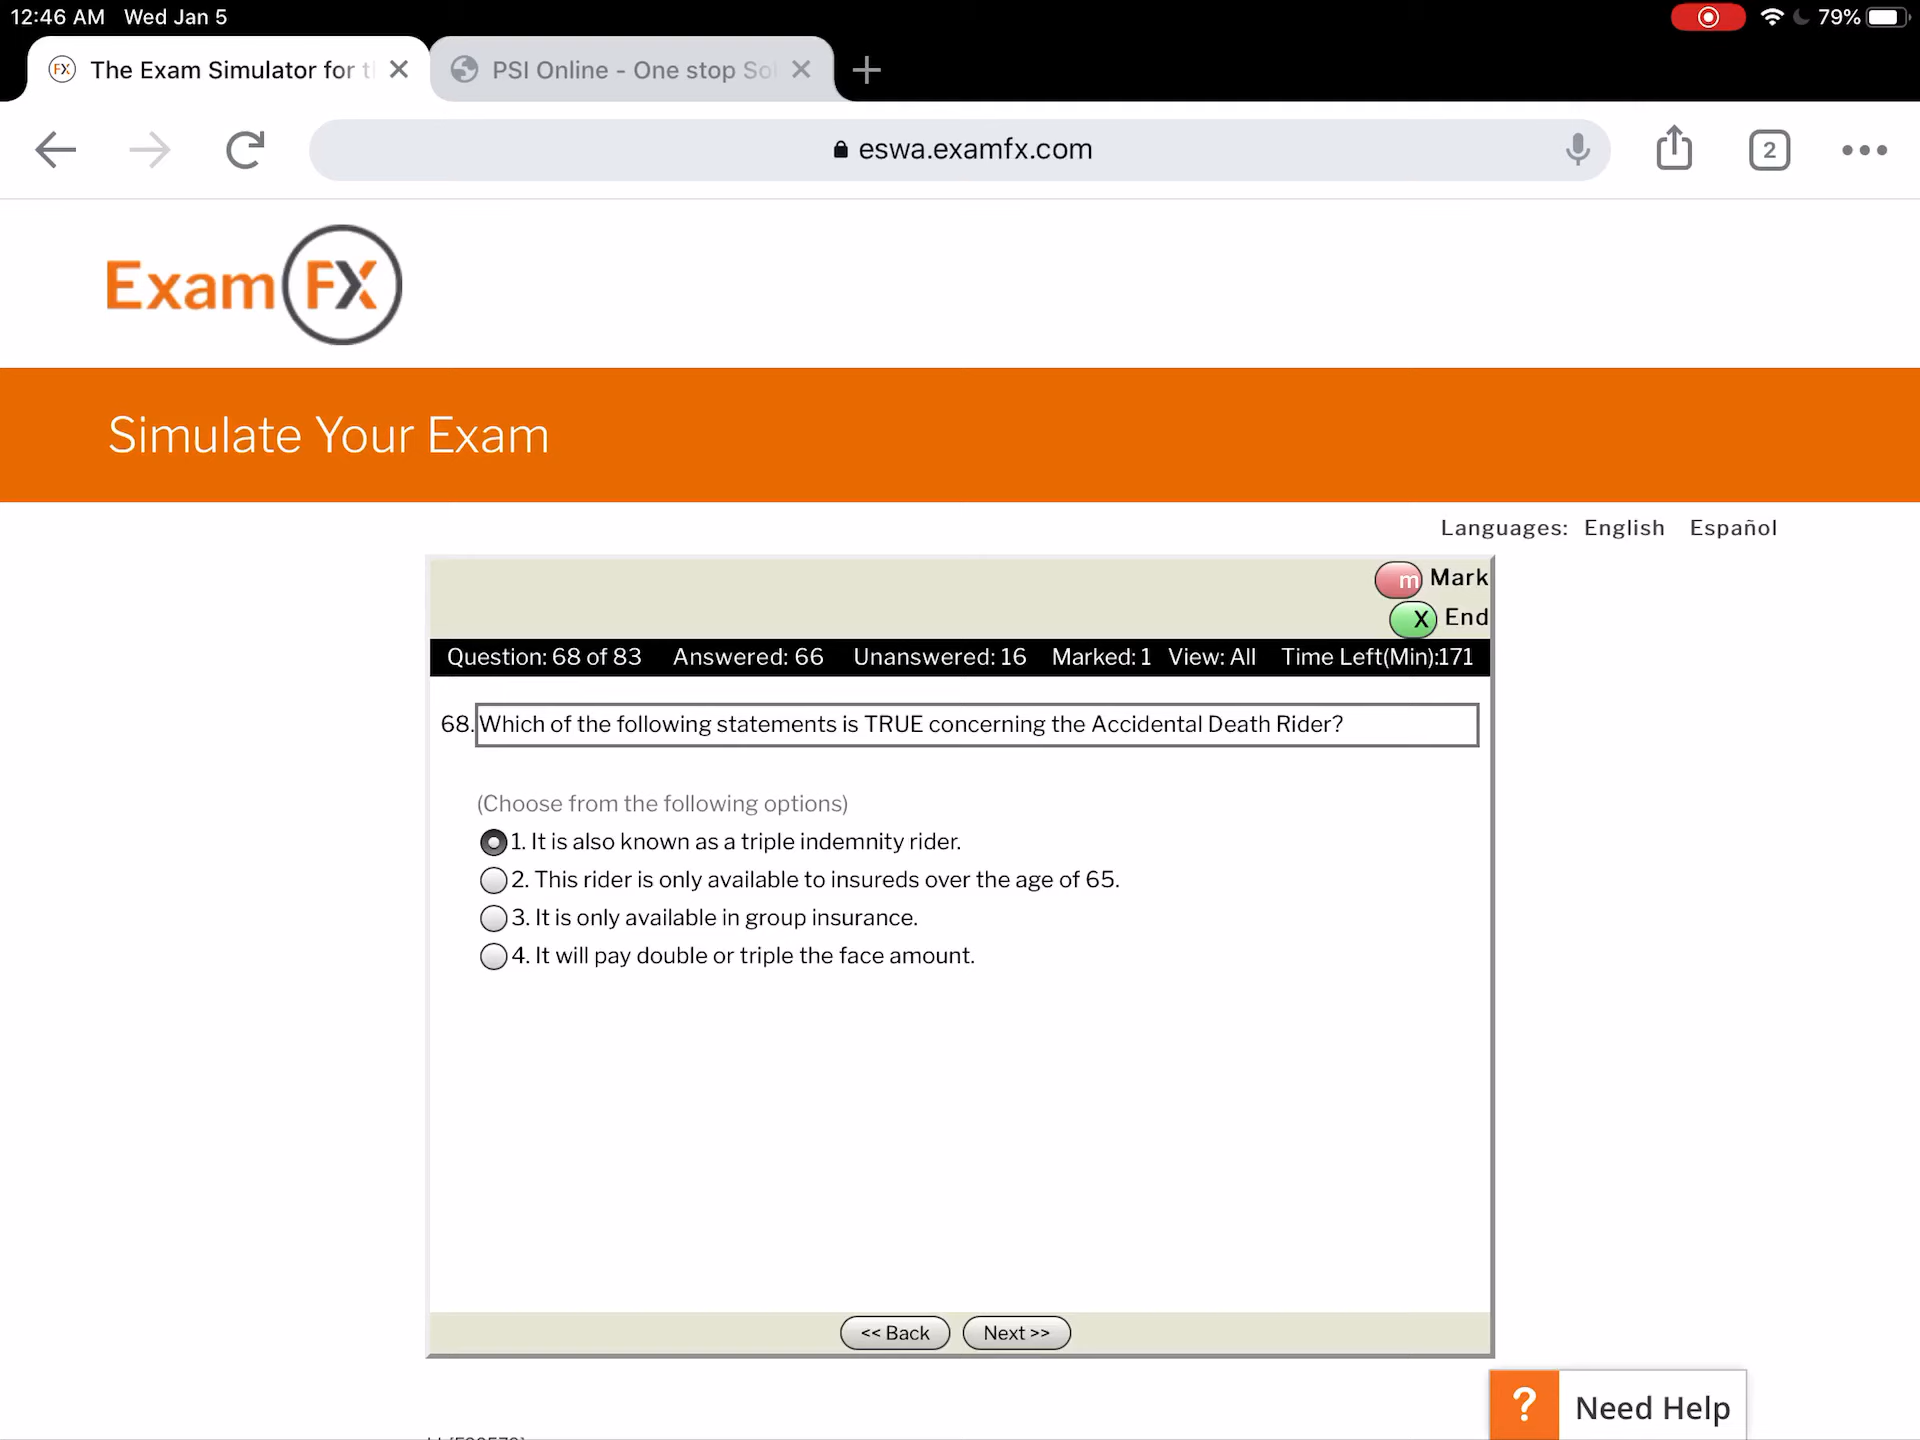 12:46 AM Wed Jan 5
79%
FX The Exam Simulator for t
PSI Online - One stop Sol
eswa.examfx.com
2
Exam FX
Simulate Your Exam
Languages: English Español
m Mark
X End
Question: 68 of 83 Answered: 66 Unanswered: 16 Marked: 1 View: All Time Left(Min):171
68. Which of the following statements is TRUE concerning the Accidental Death Rider?
(Choose from the following options)
1. It is also known as a triple indemnity rider.
2. This rider is only available to insureds over the age of 65.
3. It is only available in group insurance.
4. It will pay double or triple the face amount.
<< Back Next >>
? Need Help